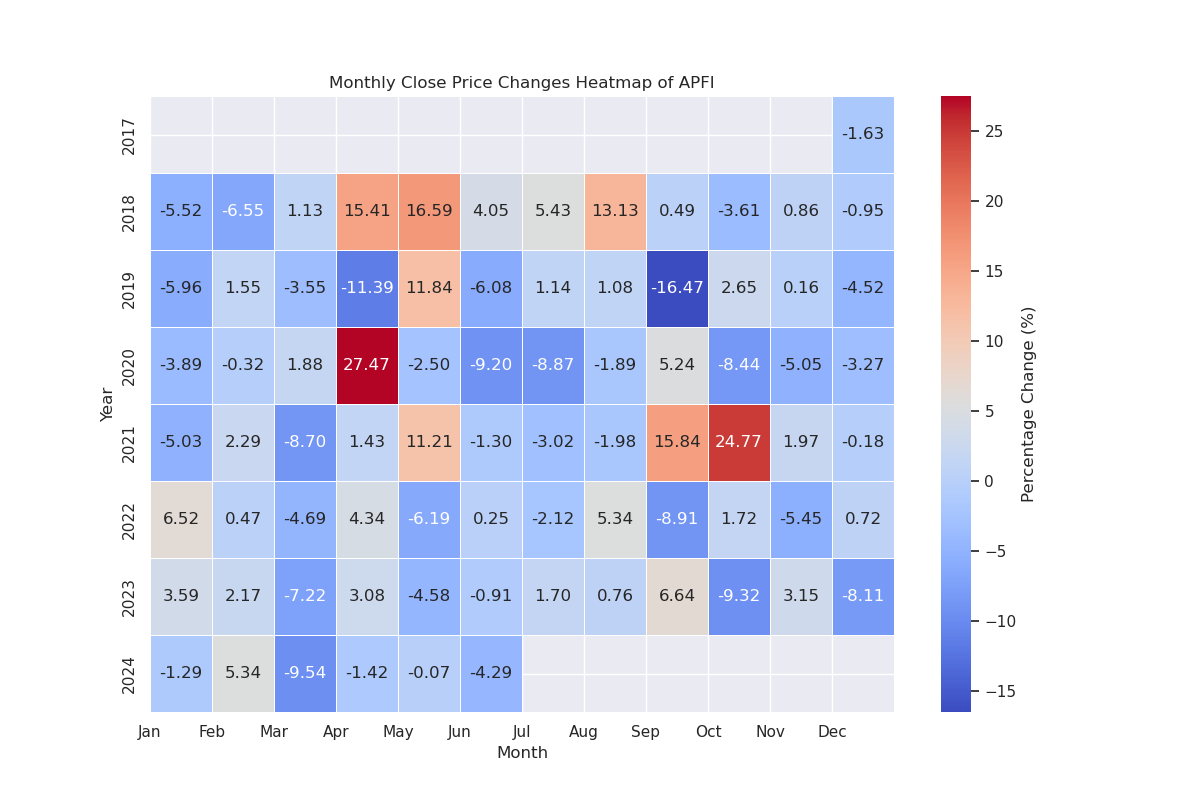 Monthly Close Price Changes Heatmap of APFI
2017 -1.63
2018 -5.52 -6.55 1.13 15.41 16.59 4.05 5.43 13.13 0.49 -3.61 0.86 -0.95
2019 -5.96 1.55 -3.55 -11.39 11.84 -6.08 1.14 1.08 -16.47 2.65 0.16 -4.52
2020 -3.89 -0.32 1.88 27.47 -2.50 -9.20 -8.87 -1.89 5.24 -8.44 -5.05 -3.27
2021 -5.03 2.29 -8.70 1.43 11.21 -1.30 -3.02 -1.98 15.84 24.77 1.97 -0.18
2022 6.52 0.47 -4.69 4.34 -6.19 0.25 -2.12 5.34 -8.91 1.72 -5.45 0.72
2023 3.59 2.17 -7.22 3.08 -4.58 -0.91 1.70 0.76 6.64 -9.32 3.15 -8.11
2024 -1.29 5.34 -9.54 -1.42 -0.07 -4.29
Jan Feb Mar Apr May Jun Jul Aug Sep Oct Nov Dec
Month
Year
25
20
15
10
5
0
−5
−10
−15
Percentage Change (%)